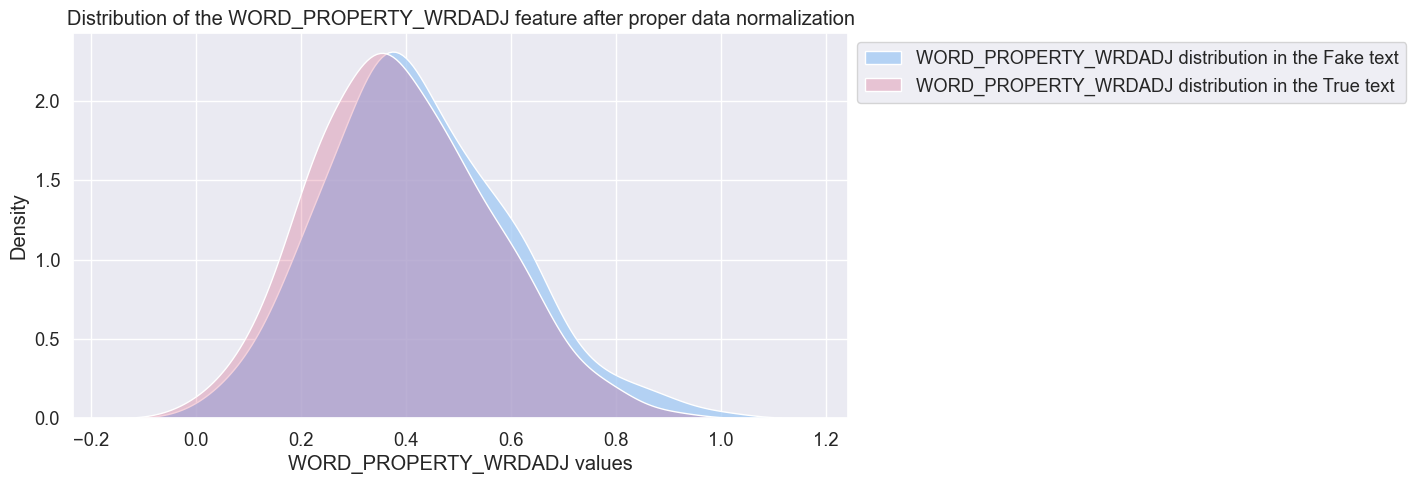 Distribution of the WORD_PROPERTY_WRDADJ feature after proper data normalization
WORD_PROPERTY_WRDADJ distribution in the Fake text
WORD_PROPERTY_WRDADJ distribution in the True text
Density
2.0
1.5
1.0
0.5
0.0
−0.2 0.0 0.2 0.4 0.6 0.8 1.0 1.2
WORD_PROPERTY_WRDADJ values